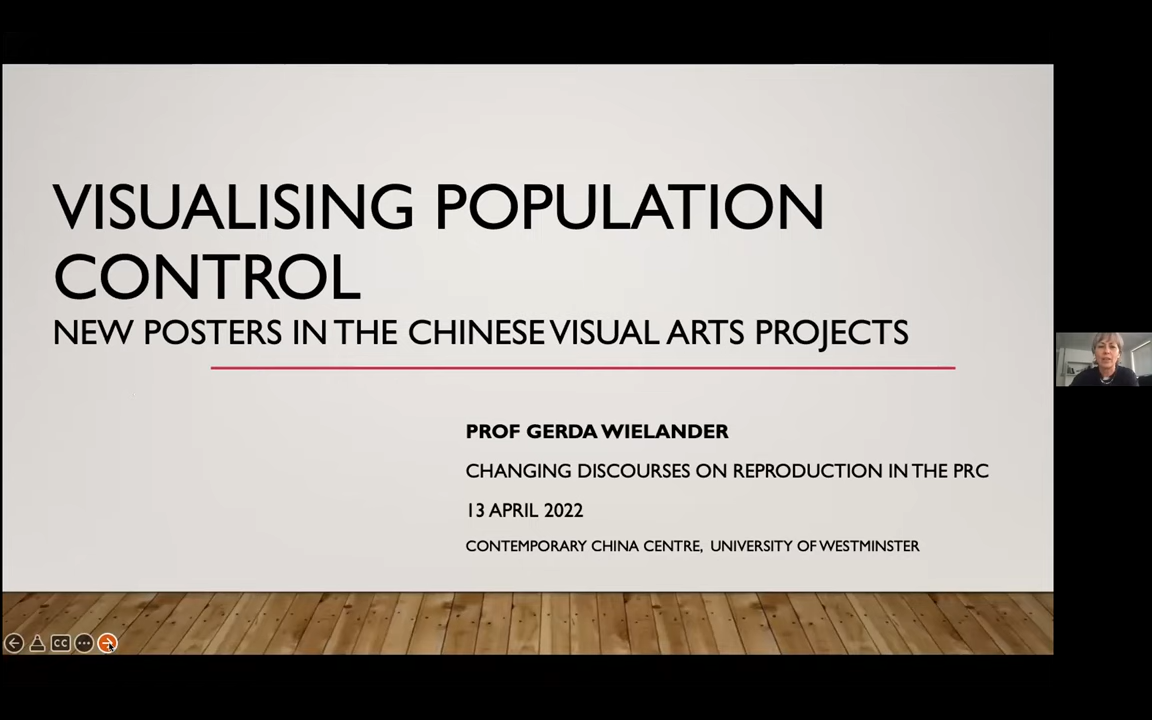 VISUALISING POPULATION
CONTROL
NEW POSTERS IN THE CHINESE VISUAL ARTS PROJECTS
PROF GERDA WIELANDER
CHANGING DISCOURSES ON REPRODUCTION IN THE PRC
13 APRIL 2022
CONTEMPORARY CHINA CENTRE, UNIVERSITY OF WESTMINSTER
CC